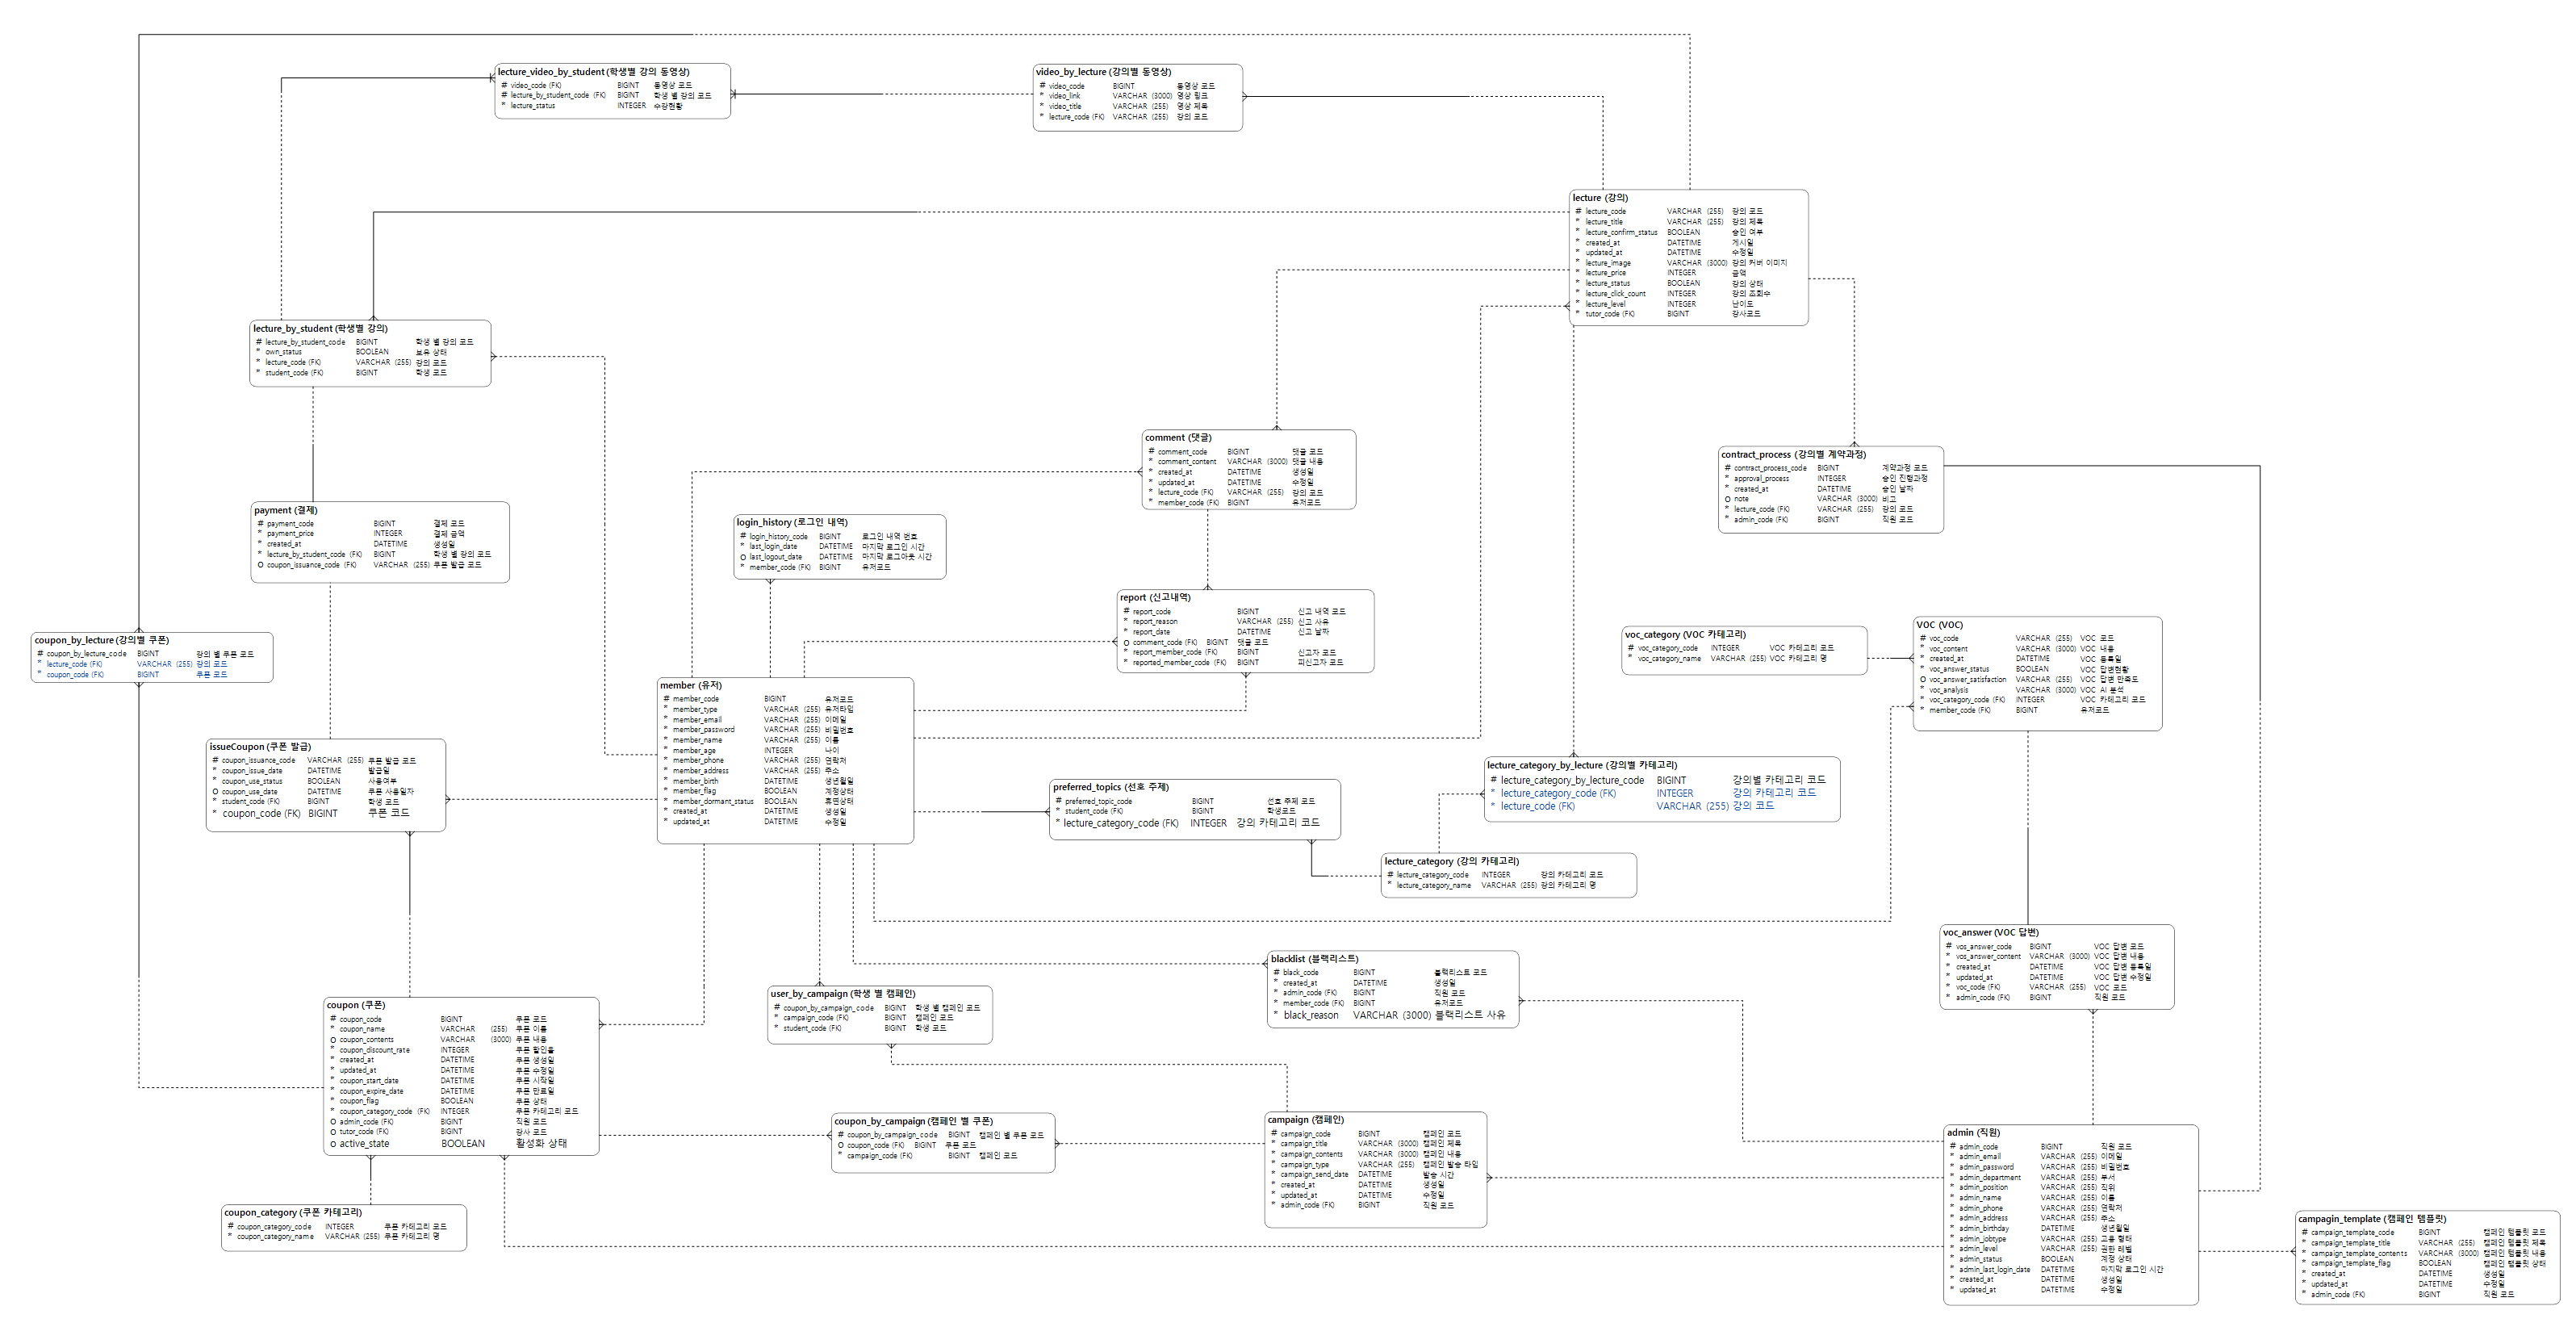 lecture_video_by_student (학생별 강의 동영상)
# video_code (FK) BIGINT 동영상 코드
# lecture_by_student_code (FK) BIGINT 학생 별 강의 코드
* lecture_status INTEGER 수강현황
video_by_lecture (강의별 동영상)
# video_code BIGINT 동영상 코드
* video_link VARCHAR (3000) 영상 링크
* video_title VARCHAR (255) 영상 제목
* lecture_code (FK) VARCHAR (255) 강의 코드
lecture (강의)
# lecture_code VARCHAR (255) 강의 코드
* lecture_title VARCHAR (255) 강의 제목
* lecture_confirm_status BOOLEAN 승인 여부
* created_at DATETIME 게시일
* updated_at DATETIME 수정일
* lecture_image VARCHAR (3000) 강의 커버 이미지
* lecture_price INTEGER 금액
* lecture_status BOOLEAN 강의 상태
* lecture_click_count INTEGER 강의 조회수
* lecture_level INTEGER 난이도
* tutor_code (FK) BIGINT 강사코드
lecture_by_student (학생별 강의)
# lecture_by_student_code BIGINT 학생 별 강의 코드
* own_status BOOLEAN 보유 상태
* lecture_code (FK) VARCHAR (255) 강의 코드
* student_code (FK) BIGINT 학생 코드
comment (댓글)
# comment_code BIGINT 댓글 코드
* comment_content VARCHAR (3000) 댓글 내용
* created_at DATETIME 생성일
* updated_at DATETIME 수정일
* lecture_code (FK) VARCHAR (255) 강의 코드
* member_code (FK) BIGINT 유저코드
contract_process (강의별 계약과정)
# contract_process_code BIGINT 계약과정 코드
* approval_process INTEGER 승인 진행과정
* created_at DATETIME 승인 날짜
o note VARCHAR (3000) 비고
* lecture_code (FK) VARCHAR (255) 강의 코드
* admin_code (FK) BIGINT 직원 코드
payment (결제)
# payment_code BIGINT 결제 코드
* payment_price INTEGER 결제 금액
* created_at DATETIME 생성일
* lecture_by_student_code (FK) BIGINT 학생 별 강의 코드
o coupon_issuance_code (FK) VARCHAR (255) 쿠폰 발급 코드
login_history (로그인 내역)
# login_history_code BIGINT 로그인 내역 번호
* last_login_date DATETIME 마지막 로그인 시간
o last_logout_date DATETIME 마지막 로그아웃 시간
* member_code (FK) BIGINT 유저코드
report (신고내역)
# report_code BIGINT 신고 내역 코드
* report_reason VARCHAR (255) 신고 사유
* report_date DATETIME 신고 날짜
o comment_code (FK) BIGINT 댓글 코드
* report_member_code (FK) BIGINT 신고자 코드
* reported_member_code (FK) BIGINT 피신고자 코드
coupon_by_lecture (강의별 쿠폰)
# coupon_by_lecture_code BIGINT 강의 별 쿠폰 코드
* lecture_code (FK) VARCHAR (255) 강의 코드
* coupon_code (FK) BIGINT 쿠폰 코드
voc_category (VOC 카테고리)
# voc_category_code INTEGER VOC 카테고리 코드
* voc_category_name VARCHAR (255) VOC 카테고리 명
VOC (VOC)
# voc_code VARCHAR (255) VOC 코드
* voc_content VARCHAR (3000) VOC 내용
* created_at DATETIME VOC 등록일
* voc_answer_status BOOLEAN VOC 답변현황
o voc_answer_satisfaction VARCHAR (255) VOC 답변 만족도
* voc_analysis VARCHAR (3000) VOC AI 분석
* voc_category_code (FK) INTEGER VOC 카테고리 코드
* member_code (FK) BIGINT 유저코드
member (유저)
# member_code BIGINT 유저코드
* member_type VARCHAR (255) 유저타입
* member_email VARCHAR (255) 이메일
* member_password VARCHAR (255) 비밀번호
* member_name VARCHAR (255) 이름
* member_age INTEGER 나이
* member_phone VARCHAR (255) 연락처
* member_address VARCHAR (255) 주소
* member_birth DATETIME 생년월일
* member_flag BOOLEAN 계정상태
* member_dormant_status BOOLEAN 휴면상태
* created_at DATETIME 생성일
* updated_at DATETIME 수정일
issueCoupon (쿠폰 발급)
# coupon_issuance_code VARCHAR (255) 쿠폰 발급 코드
* coupon_issue_date DATETIME 발급일
* coupon_use_status BOOLEAN 사용여부
o coupon_use_date DATETIME 쿠폰 사용일자
* student_code (FK) BIGINT 학생 코드
* coupon_code (FK) BIGINT 쿠폰 코드
preferred_topics (선호 주제)
# preferred_topic_code BIGINT 선호 주제 코드
* student_code (FK) BIGINT 학생코드
* lecture_category_code (FK) INTEGER 강의 카테고리 코드
lecture_category_by_lecture (강의별 카테고리)
# lecture_category_by_lecture_code BIGINT 강의별 카테고리 코드
* lecture_category_code (FK) INTEGER 강의 카테고리 코드
* lecture_code (FK) VARCHAR (255) 강의 코드
lecture_category (강의 카테고리)
# lecture_category_code INTEGER 강의 카테고리 코드
* lecture_category_name VARCHAR (255) 강의 카테고리 명
voc_answer (VOC 답변)
# vos_answer_code BIGINT VOC 답변 코드
* vos_answer_content VARCHAR (3000) VOC 답변 내용
* created_at DATETIME VOC 답변 등록일
* updated_at DATETIME VOC 답변 수정일
* voc_code (FK) VARCHAR (255) VOC 코드
* admin_code (FK) BIGINT 직원 코드
blacklist (블랙리스트)
# black_code BIGINT 블랙리스트 코드
* created_at DATETIME 생성일
* admin_code (FK) BIGINT 직원 코드
* member_code (FK) BIGINT 유저코드
* black_reason VARCHAR (3000) 블랙리스트 사유
user_by_campaign (학생 별 캠페인)
# coupon_by_campaign_code BIGINT 학생 별 캠페인 코드
* campaign_code (FK) BIGINT 캠페인 코드
* student_code (FK) BIGINT 학생 코드
coupon (쿠폰)
# coupon_code BIGINT 쿠폰 코드
* coupon_name VARCHAR (255) 쿠폰 이름
o coupon_contents VARCHAR (3000) 쿠폰 내용
* coupon_discount_rate INTEGER 쿠폰 할인율
* created_at DATETIME 쿠폰 생성일
* updated_at DATETIME 쿠폰 수정일
* coupon_start_date DATETIME 쿠폰 시작일
* coupon_expire_date DATETIME 쿠폰 만료일
* coupon_flag BOOLEAN 쿠폰 상태
* coupon_category_code (FK) INTEGER 쿠폰 카테고리 코드
o admin_code (FK) BIGINT 직원 코드
o tutor_code (FK) BIGINT 강사 코드
o active_state BOOLEAN 활성화 상태
coupon_by_campaign (캠페인 별 쿠폰)
# coupon_by_campaign_code BIGINT 캠페인 별 쿠폰 코드
o coupon_code (FK) BIGINT 쿠폰 코드
* campaign_code (FK) BIGINT 캠페인 코드
campaign (캠페인)
# campaign_code BIGINT 캠페인 코드
* campaign_title VARCHAR (3000) 캠페인 제목
* campaign_contents VARCHAR (3000) 캠페인 내용
* campaign_type VARCHAR (255) 캠페인 발송 타입
* campaign_send_date DATETIME 발송 시간
* created_at DATETIME 생성일
* updated_at DATETIME 수정일
* admin_code (FK) BIGINT 직원 코드
admin (직원)
# admin_code BIGINT 직원 코드
* admin_email VARCHAR (255) 이메일
* admin_password VARCHAR (255) 비밀번호
* admin_department VARCHAR (255) 부서
* admin_position VARCHAR (255) 직위
* admin_name VARCHAR (255) 이름
* admin_phone VARCHAR (255) 연락처
* admin_address VARCHAR (255) 주소
* admin_birthday DATETIME 생년월일
* admin_jobtype VARCHAR (255) 고용 형태
* admin_level VARCHAR (255) 권한 레벨
* admin_status BOOLEAN 계정 상태
* admin_last_login_date DATETIME 마지막 로그인 시간
* created_at DATETIME 생성일
* updated_at DATETIME 수정일
coupon_category (쿠폰 카테고리)
# coupon_category_code INTEGER 쿠폰 카테고리 코드
* coupon_category_name VARCHAR (255) 쿠폰 카테고리 명
campagin_template (캠페인 템플릿)
# campaign_template_code BIGINT 캠페인 템플릿 코드
* campaign_template_title VARCHAR (255) 캠페인 템플릿 제목
* campaign_template_contents VARCHAR (3000) 캠페인 템플릿 내용
* campaign_template_flag BOOLEAN 캠페인 템플릿 상태
* created_at DATETIME 생성일
* updated_at DATETIME 수정일
* admin_code (FK) BIGINT 직원 코드